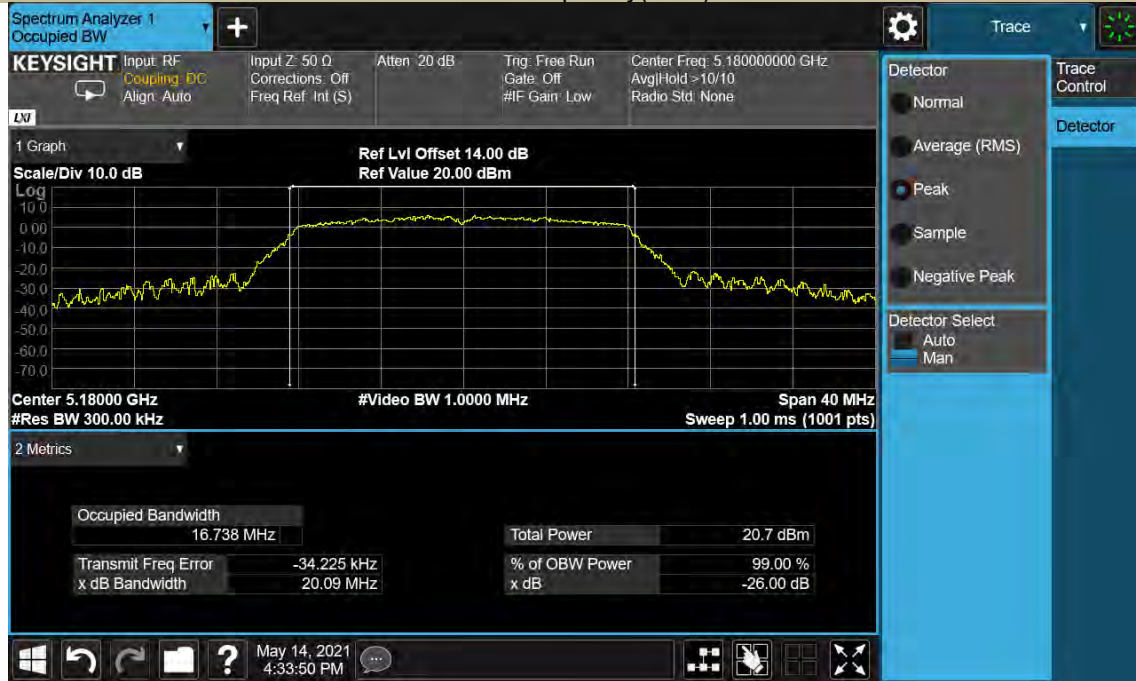 Spectrum Analyzer 1
Occupied BW
+
Trace
KEYSIGHT
Input: RF
Coupling: DC
Align: Auto
Input Z: 50 Ω
Corrections: Off
Freq Ref: Int (S)
Atten: 20 dB
Trig: Free Run
Gate: Off
#IF Gain: Low
Center Freq: 5.180000000 GHz
Avg|Hold >10/10
Radio Std: None
LXI
1 Graph
Scale/Div 10.0 dB
Ref Lvl Offset 14.00 dB
Ref Value 20.00 dBm
Log
10.0
0.00
-10.0
-20.0
-30.0
-40.0
-50.0
-60.0
-70.0
Center 5.18000 GHz
#Res BW 300.00 kHz
#Video BW 1.0000 MHz
Span 40 MHz
Sweep 1.00 ms (1001 pts)
2 Metrics
Occupied Bandwidth
16.738 MHz
Transmit Freq Error -34.225 kHz
x dB Bandwidth 20.09 MHz
Total Power 20.7 dBm
% of OBW Power 99.00 %
x dB -26.00 dB
Detector
Normal
Average (RMS)
Peak
Sample
Negative Peak
Detector Select
Auto
Man
Trace
Control
Detector
?
May 14, 2021
4:33:50 PM